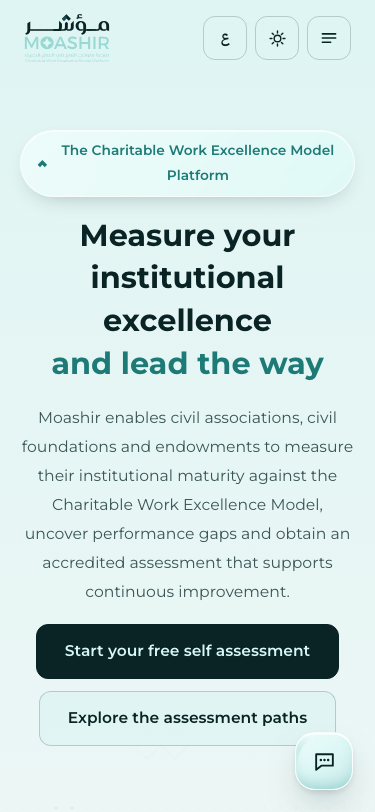 مؤشر
MOASHIR
ع
The Charitable Work Excellence Model
Platform
Measure your
institutional
excellence
and lead the way
Moashir enables civil associations, civil
foundations and endowments to measure
their institutional maturity against the
Charitable Work Excellence Model,
uncover performance gaps and obtain an
accredited assessment that supports
continuous improvement.
Start your free self assessment
Explore the assessment paths